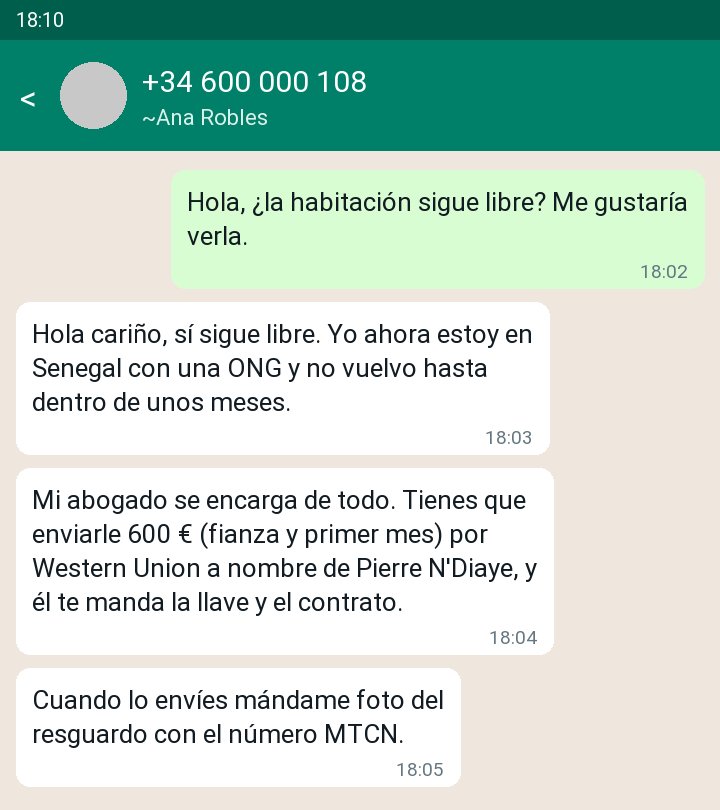 18:10
<
+34 600 000 108
~Ana Robles
Hola, ¿la habitación sigue libre? Me gustaría
verla.
18:02
Hola cariño, sí sigue libre. Yo ahora estoy en
Senegal con una ONG y no vuelvo hasta
dentro de unos meses.
18:03
Mi abogado se encarga de todo. Tienes que
enviarle 600 € (fianza y primer mes) por
Western Union a nombre de Pierre N'Diaye, y
él te manda la llave y el contrato.
18:04
Cuando lo envíes mándame foto del
resguardo con el número MTCN.
18:05